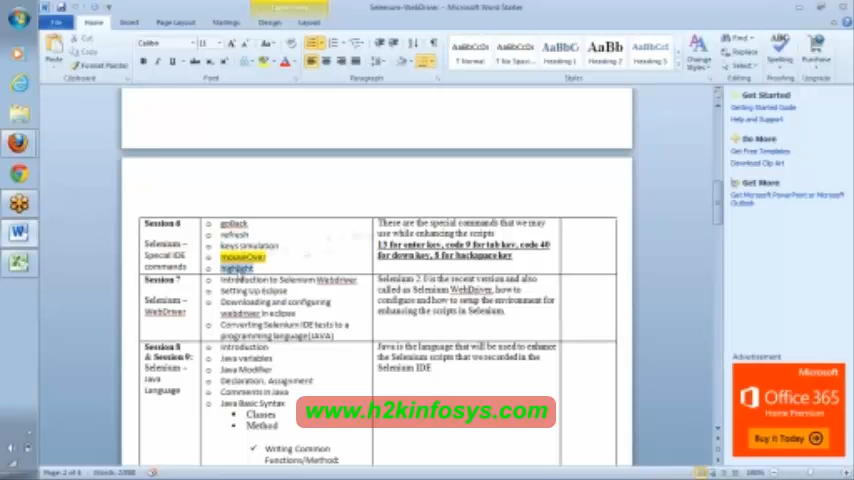 Selenium-WebDriver - Microsoft Word Starter
File
Home
Insert
Page Layout
Mailings
Review
Design
Layout
Paste
Cut
Copy
Format Painter
Clipboard
Calibri
11
Font
Paragraph
AaBbCcDc
¶ Normal
AaBbCcDc
¶ No Spaci...
AaBbC
Heading 1
AaBb
Heading 2
AaBbCcI
Heading 3
Styles
Change
Styles
Find
Replace
Select
Editing
Spelling
Proofing
Purchase
Upgrade
Get Started
Getting Started Guide
Help and Support
Do More
Get Free Templates
Download Clip Art
Get More
Get Microsoft PowerPoint or Microsoft
Outlook
Session 6
Selenium –
Special IDE
commands
goBack
refresh
keys simulation
mouseOver
highlight
These are the special commands that we may
use while enhancing the scripts
13 for enter key, code 9 for tab key, code 40
for down key, 8 for backspace key
Session 7
Selenium –
WebDriver
Introduction to Selenium Webdriver
Setting Up Eclipse
Downloading and configuring
webdriver in eclipse
Converting Selenium IDE tests to a
programming language(JAVA)
Selenium 2.0 is the recent version and also
called as Selenium WebDriver, how to
configure and how to setup the environment for
enhancing the scripts in Selenium.
Session 8
& Session 9:
Selenium –
Java
Language
Introduction
Java variables
Java Modifier
Declaration, Assignment
Comments in Java
Java Basic Syntax
Classes
Method
Writing Common
Functions/Method:
Java is the language that will be used to enhance
the Selenium scripts that we recorded in the
Selenium IDE
www.h2kinfosys.com
Advertisement
Microsoft
Office 365
Home Premium
Buy it Today
Page: 2 of 6
100%